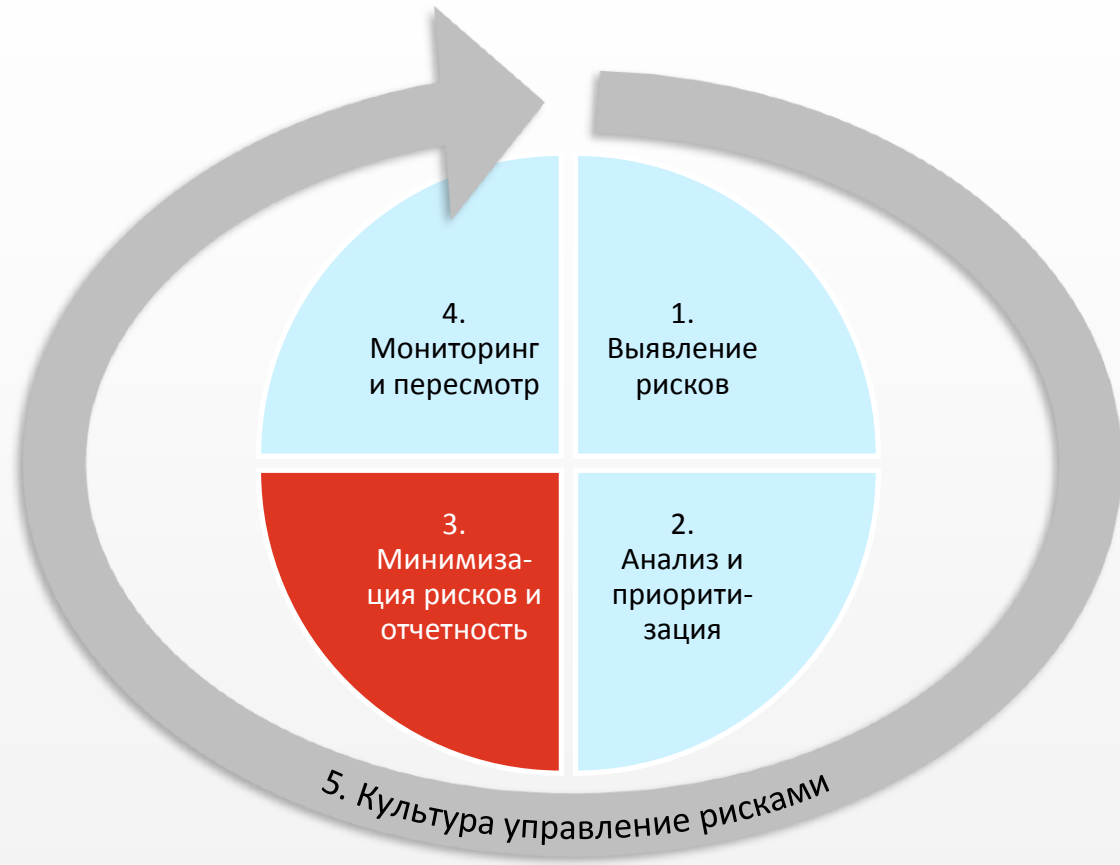 1.
Выявление
рисков
2.
Анализ и
приорити-
зация
3.
Минимиза-
ция рисков и
отчетность
4.
Мониторинг
и пересмотр
5. Культура управление рисками